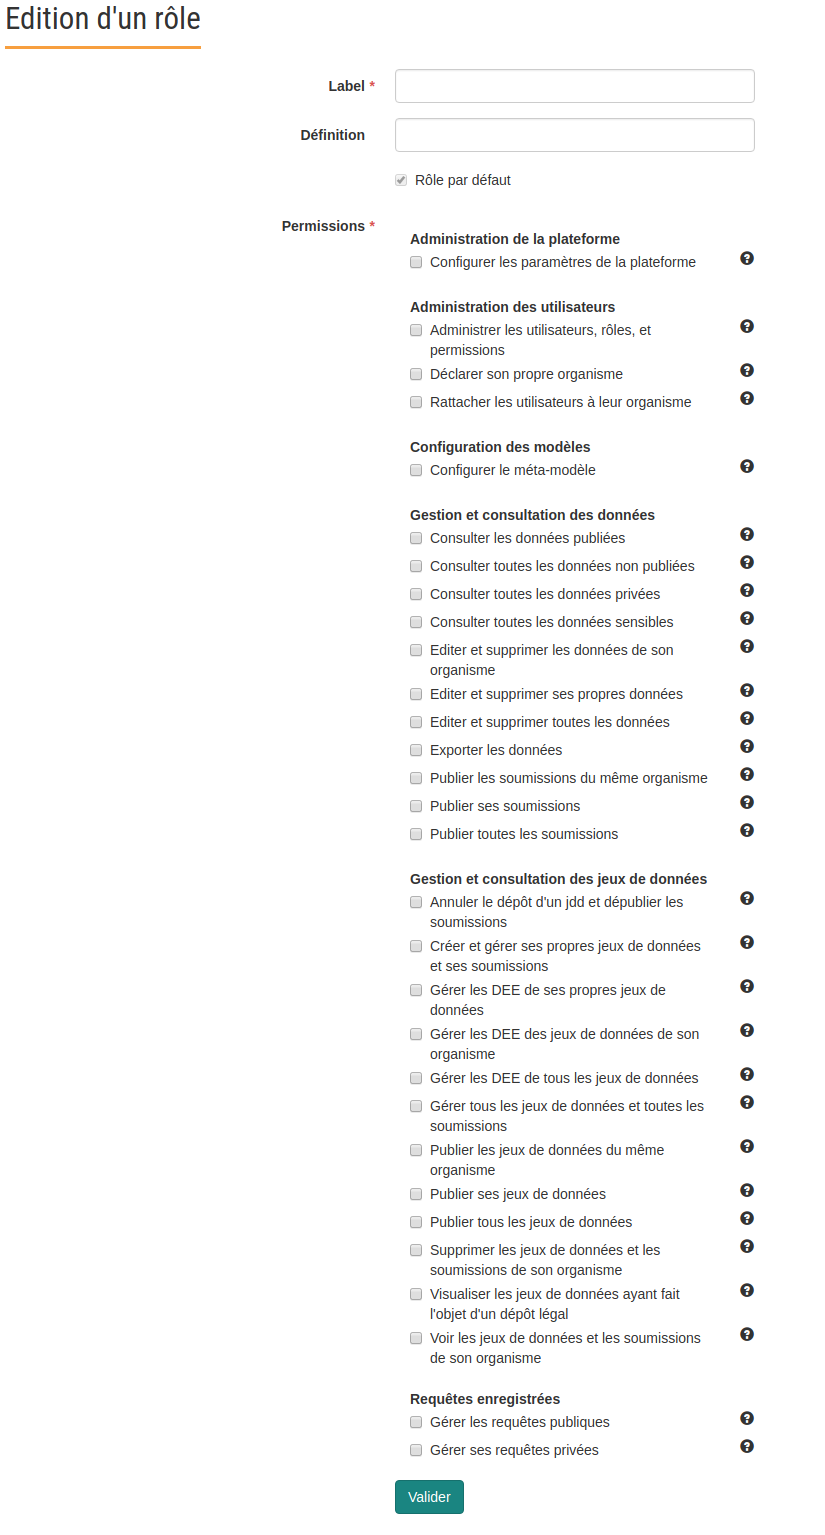 Edition d'un rôle
Label *
Définition
Rôle par défaut
Permissions *
Administration de la plateforme
Configurer les paramètres de la plateforme
Administration des utilisateurs
Administrer les utilisateurs, rôles, et
permissions
Déclarer son propre organisme
Rattacher les utilisateurs à leur organisme
Configuration des modèles
Configurer le méta-modèle
Gestion et consultation des données
Consulter les données publiées
Consulter toutes les données non publiées
Consulter toutes les données privées
Consulter toutes les données sensibles
Editer et supprimer les données de son
organisme
Editer et supprimer ses propres données
Editer et supprimer toutes les données
Exporter les données
Publier les soumissions du même organisme
Publier ses soumissions
Publier toutes les soumissions
Gestion et consultation des jeux de données
Annuler le dépôt d'un jdd et dépublier les
soumissions
Créer et gérer ses propres jeux de données
et ses soumissions
Gérer les DEE de ses propres jeux de
données
Gérer les DEE des jeux de données de son
organisme
Gérer les DEE de tous les jeux de données
Gérer tous les jeux de données et toutes les
soumissions
Publier les jeux de données du même
organisme
Publier ses jeux de données
Publier tous les jeux de données
Supprimer les jeux de données et les
soumissions de son organisme
Visualiser les jeux de données ayant fait
l'objet d'un dépôt légal
Voir les jeux de données et les soumissions
de son organisme
Requêtes enregistrées
Gérer les requêtes publiques
Gérer ses requêtes privées
Valider